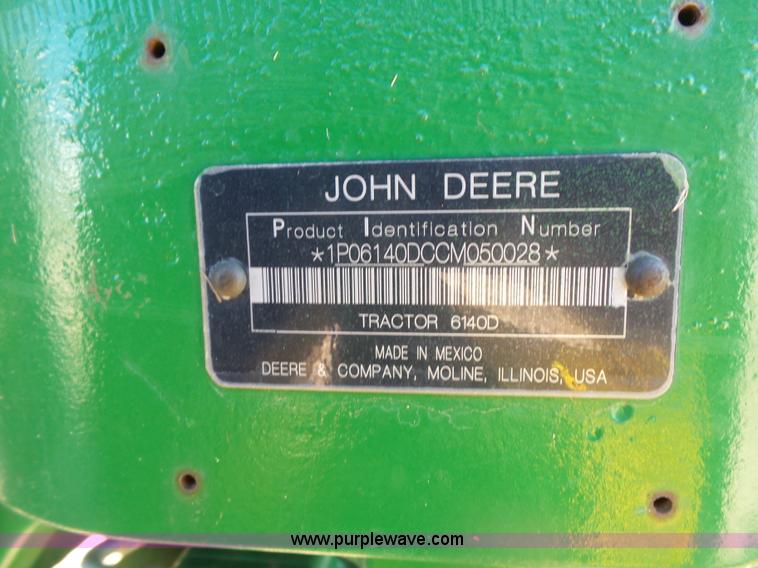 JOHN DEERE
Product Identification Number
*1P06140DCCM050028*
TRACTOR 6140D
MADE IN MEXICO
DEERE & COMPANY, MOLINE, ILLINOIS, USA
www.purplewave.com